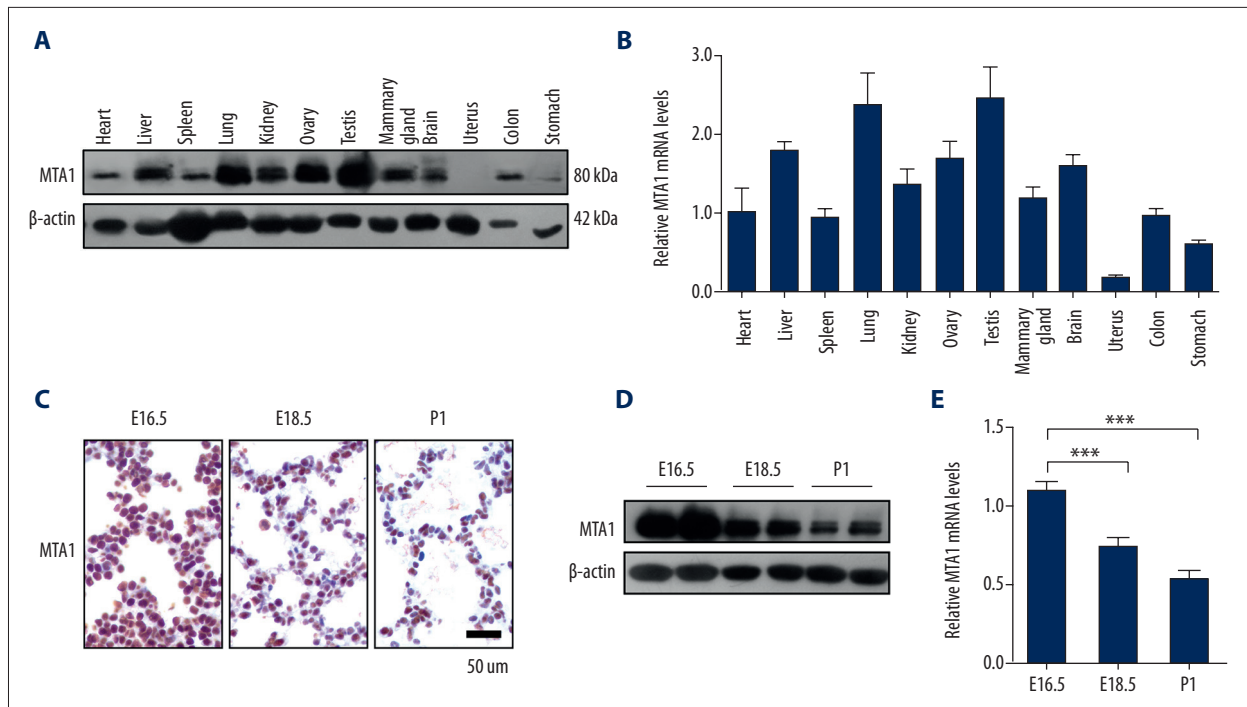 A
Heart
Liver
Spleen
Lung
Kidney
Ovary
Testis
Mammary
gland
Brain
Uterus
Colon
Stomach
MTA1
80 kDa
β-actin
42 kDa
B
Relative MTA1 mRNA levels
3.0
2.0
1.0
0.0
Heart
Liver
Spleen
Lung
Kidney
Ovary
Testis
Mammary
gland
Brain
Uterus
Colon
Stomach
C
E16.5
E18.5
P1
MTA1
50 um
D
E16.5
E18.5
P1
MTA1
β-actin
E
Relative MTA1 mRNA levels
1.5
1.0
0.5
0.0
***
***
E16.5
E18.5
P1